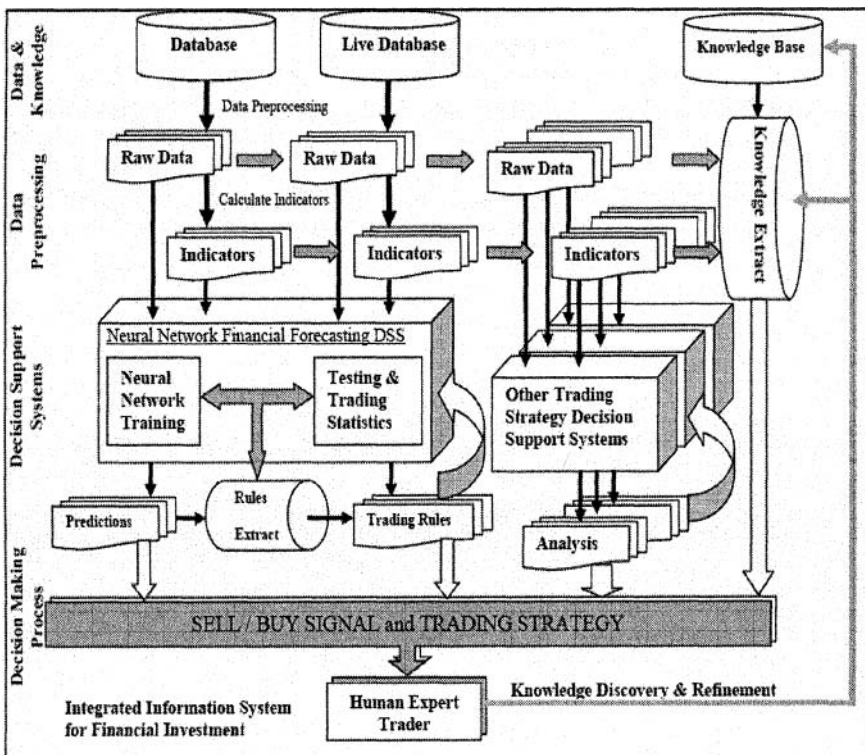 Data &
Knowledge
Database
Live Database
Knowledge Base
Data Preprocessing
Data
Preprocessing
Raw Data
Raw Data
Raw Data
Knowledge Extract
Calculate Indicators
Indicators
Indicators
Indicators
Decision Support
Systems
Neural Network Financial Forecasting DSS
Neural
Network
Training
Testing &
Trading
Statistics
Other Trading
Strategy Decision
Support Systems
Predictions
Rules
Extract
Trading Rules
Analysis
Decision Making
Process
SELL / BUY SIGNAL and TRADING STRATEGY
Integrated Information System
for Financial Investment
Human Expert
Trader
Knowledge Discovery & Refinement